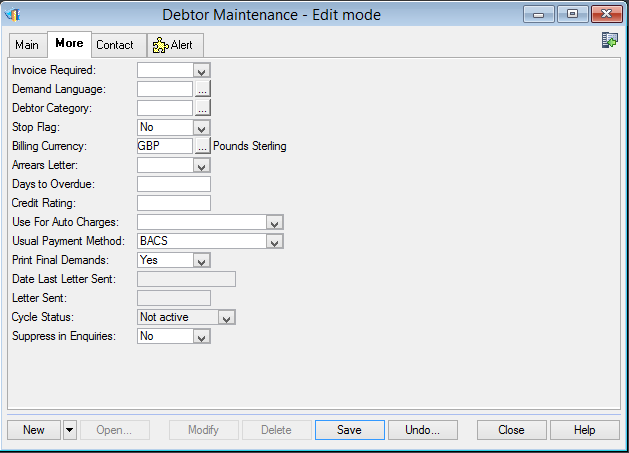 Debtor Maintenance - Edit mode
Main More Contact Alert
Invoice Required:
Demand Language: ...
Debtor Category: ...
Stop Flag: No
Billing Currency: GBP ... Pounds Sterling
Arrears Letter:
Days to Overdue:
Credit Rating:
Use For Auto Charges:
Usual Payment Method: BACS
Print Final Demands: Yes
Date Last Letter Sent:
Letter Sent:
Cycle Status: Not active
Suppress in Enquiries: No
New Open... Modify Delete Save Undo... Close Help